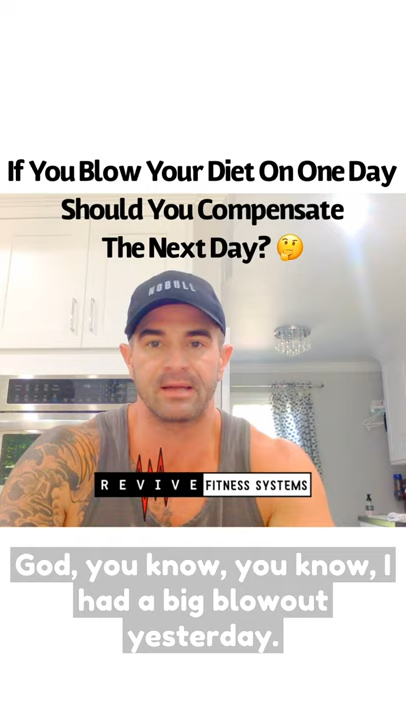 If You Blow Your Diet On One Day
Should You Compensate
The Next Day? 🤔
NOBULL
REVIVE FITNESS SYSTEMS
God, you know, you know, I
had a big blowout
yesterday.